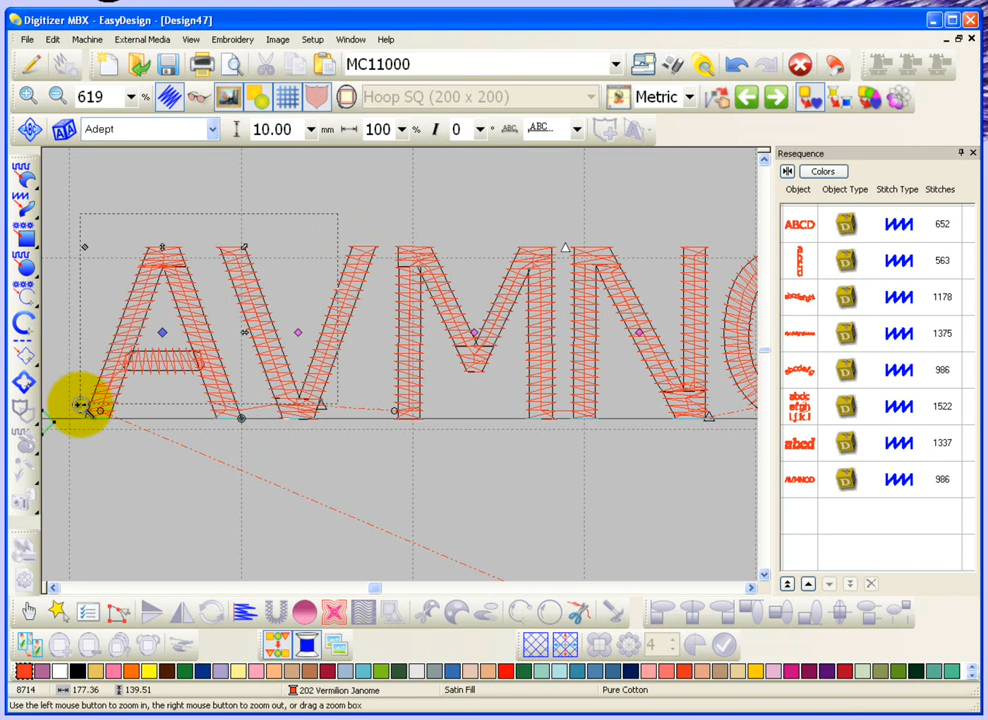 Digitizer MBX - EasyDesign - [Design47]
File Edit Machine External Media View Embroidery Image Setup Window Help
MC11000
619 % Hoop SQ (200 x 200) Metric
Adept 10.00 mm 100 % 0 ° ABC ABC...
Resequence
Colors
Object Object Type Stitch Type Stitches
ABCD D 652
D 563
D 1178
D 1375
D 986
D 1522
abcd D 1337
AVMNOD D 986
AVMN
4
8714 177.36 139.51 202 Vermilion Janome Satin Fill Pure Cotton
Use the left mouse button to zoom in, the right mouse button to zoom out, or drag a zoom box